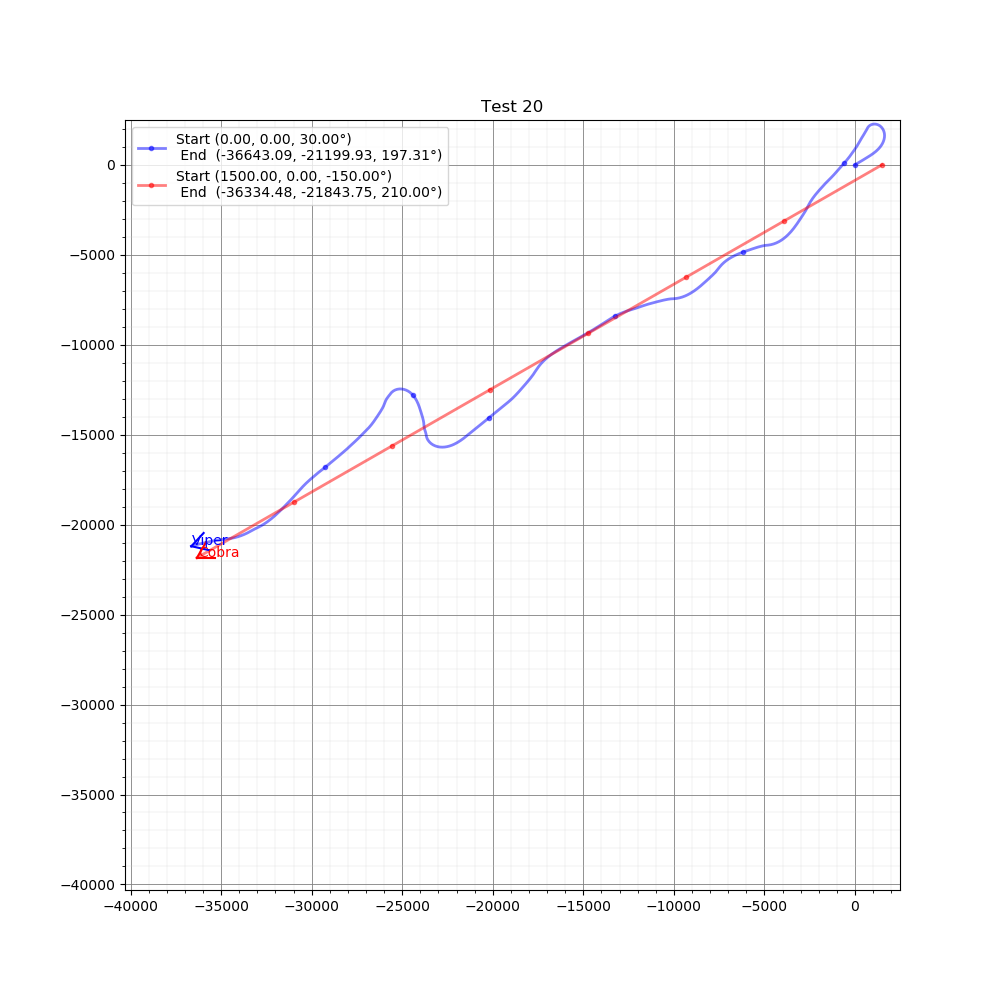 Test 20
Start (0.00, 0.00, 30.00°)
End  (-36643.09, -21199.93, 197.31°)
Start (1500.00, 0.00, -150.00°)
End  (-36334.48, -21843.75, 210.00°)
0
−5000
−10000
−15000
−20000
−25000
−30000
−35000
−40000
Viper
Cobra
−40000 −35000 −30000 −25000 −20000 −15000 −10000 −5000 0